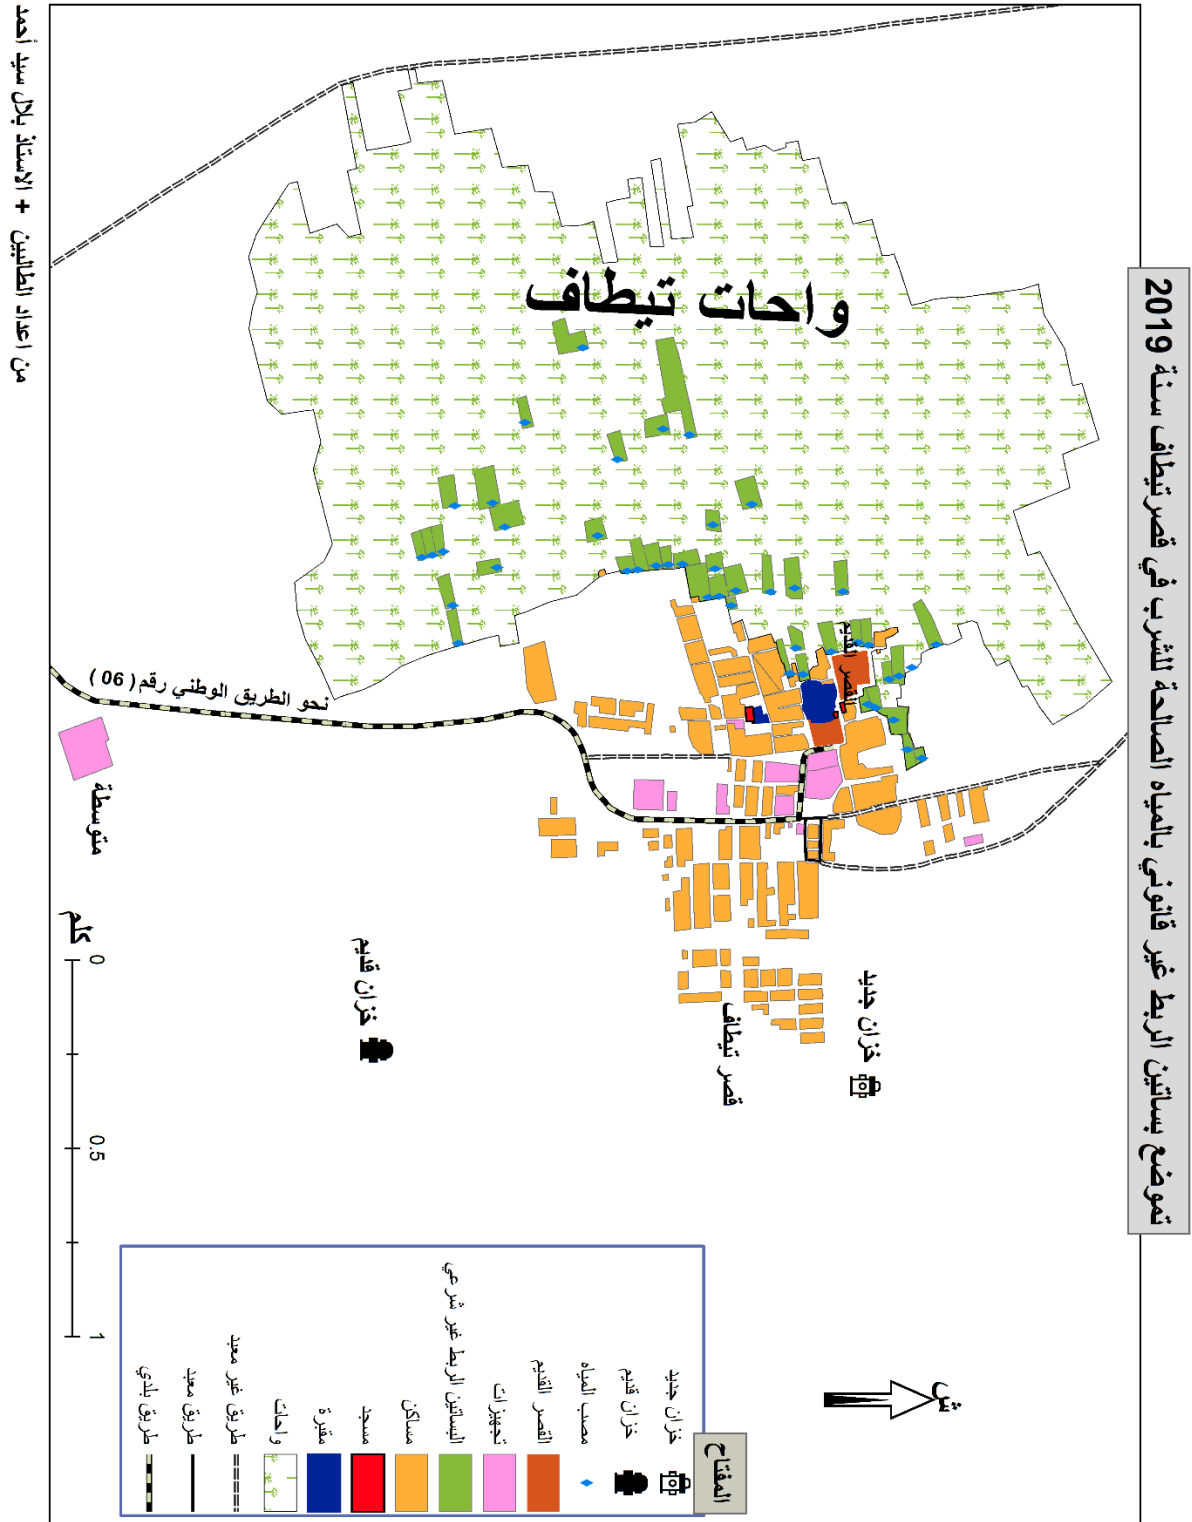 تموضع بساتين الربط غير قانوني بالمياه الصالحة للشرب في قصر تيطاف سنة 2019
واحات تيطاف
القصر القديم
نحو الطريق الوطني رقم ( 06 )
متوسطة
خزان جديد
قصر تيطاف
خزان قديم
ش
كلم
0 0.5 1
المفتاح
خزان جديد
خزان قديم
مصب المياه
القصر القديم
تجهيزات
البساتين الربط غير شرعي
مساكن
مسجد
مقبرة
واحات
طريق غير معبد
طريق معبد
طريق بلدي
من اعداد الطالبين + الاستاذ بلال سيد أحمد